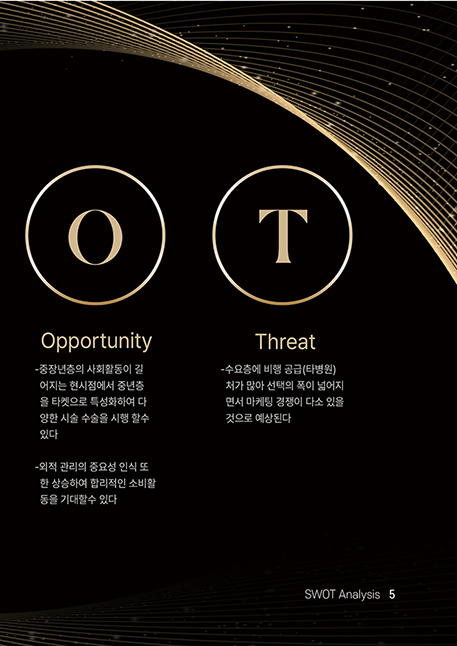 O
T
Opportunity
-중장년층의 사회활동이 길
어지는 현시점에서 중년층
을 타켓으로 특성화하여 다
양한 시술 수술을 시행 할수
있다
-외적 관리의 중요성 인식 또
한 상승하여 합리적인 소비활
동을 기대할수 있다
Threat
-수요층에 비행 공급(타병원)
처가 많아 선택의 폭이 넓어지
면서 마케팅 경쟁이 다소 있을
것으로 예상된다
SWOT Analysis 5